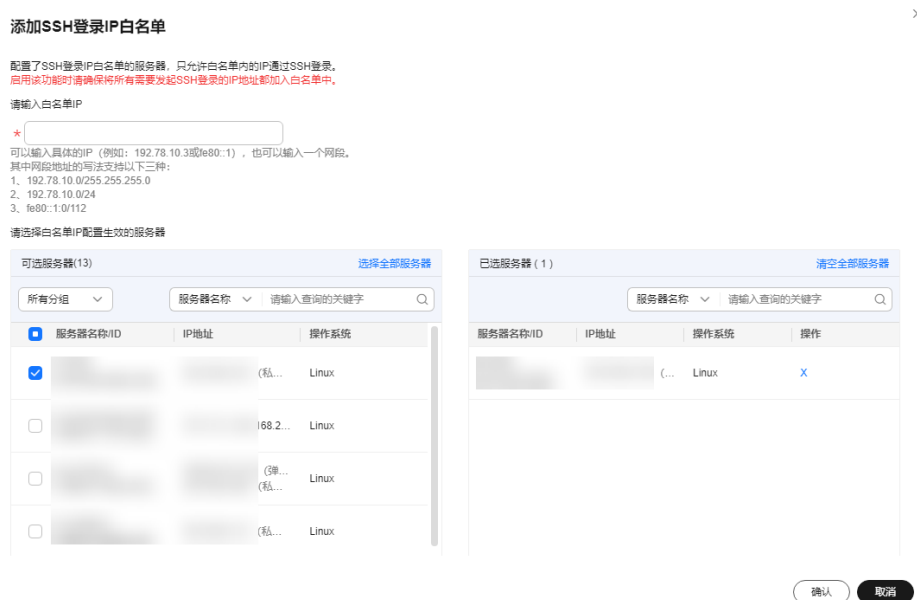 添加SSH登录IP白名单
配置了SSH登录IP白名单的服务器，只允许白名单内的IP通过SSH登录。
启用该功能时请确保将所有需要发起SSH登录的IP地址都加入白名单中。
请输入白名单IP
*
可以输入具体的IP（例如：192.78.10.3或fe80::1），也可以输入一个网段。
其中网段地址的写法支持以下三种：
1、192.78.10.0/255.255.255.0
2、192.78.10.0/24
3、fe80::1:0/112
请选择白名单IP配置生效的服务器
可选服务器(13) 选择全部服务器
所有分组 服务器名称 请输入查询的关键字
服务器名称/ID IP地址 操作系统
(私... Linux
168.2... Linux
(弹...
(私... Linux
(私... Linux
已选服务器 ( 1 ) 清空全部服务器
服务器名称 请输入查询的关键字
服务器名称/ID IP地址 操作系统 操作
(... Linux X
确认 取消